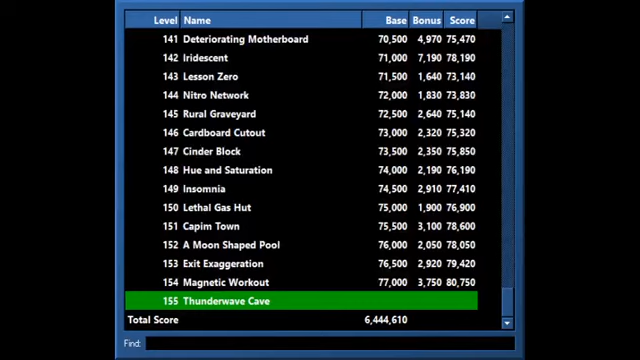 Level Name Base Bonus Score
141 Deteriorating Motherboard 70,500 4,970 75,470
142 Iridescent 71,000 7,190 78,190
143 Lesson Zero 71,500 1,640 73,140
144 Nitro Network 72,000 1,830 73,830
145 Rural Graveyard 72,500 2,640 75,140
146 Cardboard Cutout 73,000 2,320 75,320
147 Cinder Block 73,500 2,350 75,850
148 Hue and Saturation 74,000 2,190 76,190
149 Insomnia 74,500 2,910 77,410
150 Lethal Gas Hut 75,000 1,900 76,900
151 Capim Town 75,500 3,100 78,600
152 A Moon Shaped Pool 76,000 2,050 78,050
153 Exit Exaggeration 76,500 2,920 79,420
154 Magnetic Workout 77,000 3,750 80,750
155 Thunderwave Cave
Total Score 6,444,610
Find: